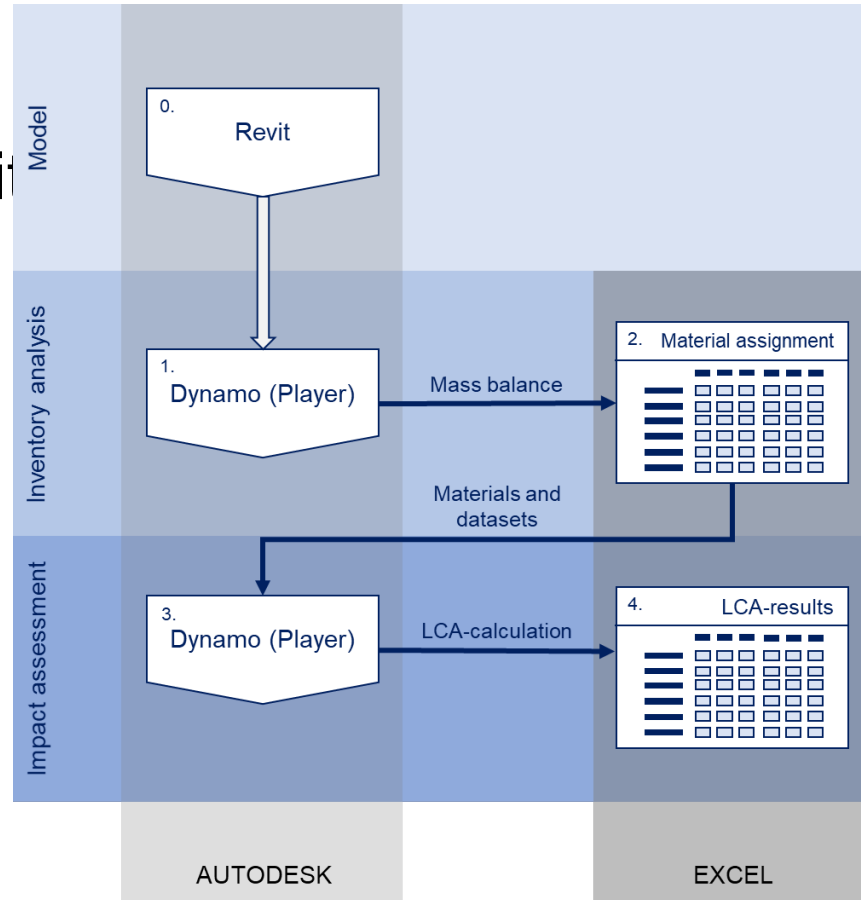 Model
0.
Revit
Inventory analysis
1.
Dynamo (Player)
Mass balance
2. Material assignment
Materials and
datasets
Impact assessment
3.
Dynamo (Player)
LCA-calculation
4. LCA-results
AUTODESK
EXCEL